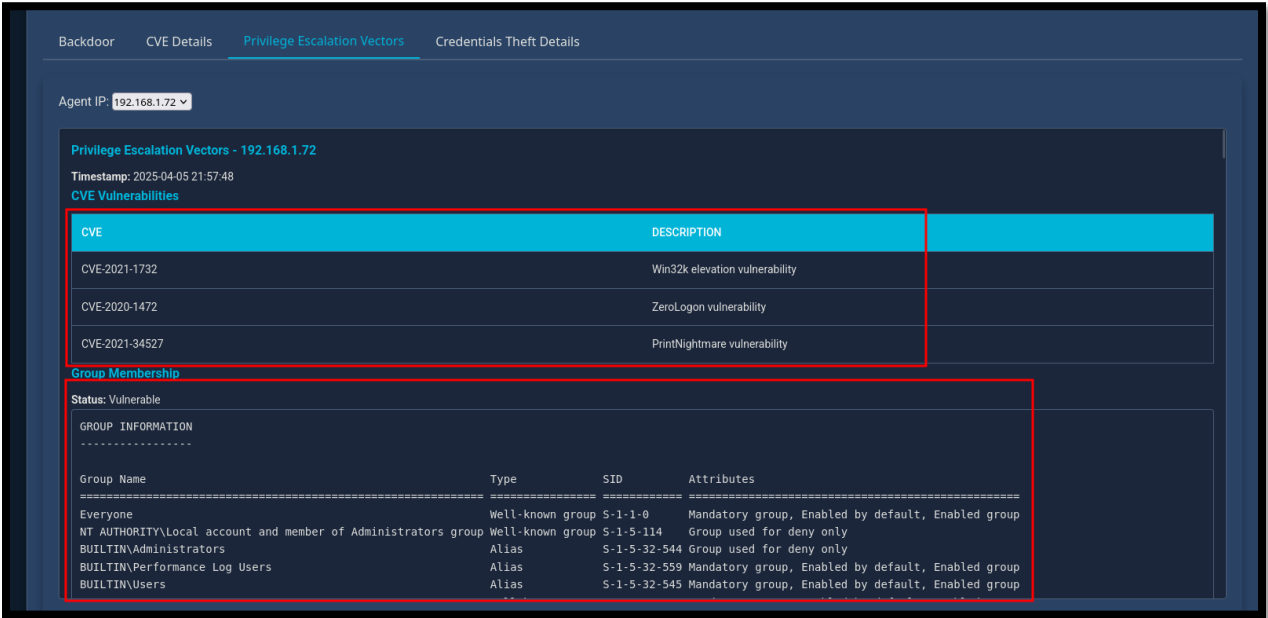 Backdoor CVE Details Privilege Escalation Vectors Credentials Theft Details
Agent IP: 192.168.1.72
Privilege Escalation Vectors - 192.168.1.72
Timestamp: 2025-04-05 21:57:48
CVE Vulnerabilities
CVE DESCRIPTION
CVE-2021-1732 Win32k elevation vulnerability
CVE-2020-1472 ZeroLogon vulnerability
CVE-2021-34527 PrintNightmare vulnerability
Group Membership
Status: Vulnerable
GROUP INFORMATION
-----------------
Group Name Type SID Attributes
============================================================= ================ ============ ==================================================
Everyone Well-known group S-1-1-0 Mandatory group, Enabled by default, Enabled group
NT AUTHORITY\Local account and member of Administrators group Well-known group S-1-5-114 Group used for deny only
BUILTIN\Administrators Alias S-1-5-32-544 Group used for deny only
BUILTIN\Performance Log Users Alias S-1-5-32-559 Mandatory group, Enabled by default, Enabled group
BUILTIN\Users Alias S-1-5-32-545 Mandatory group, Enabled by default, Enabled group